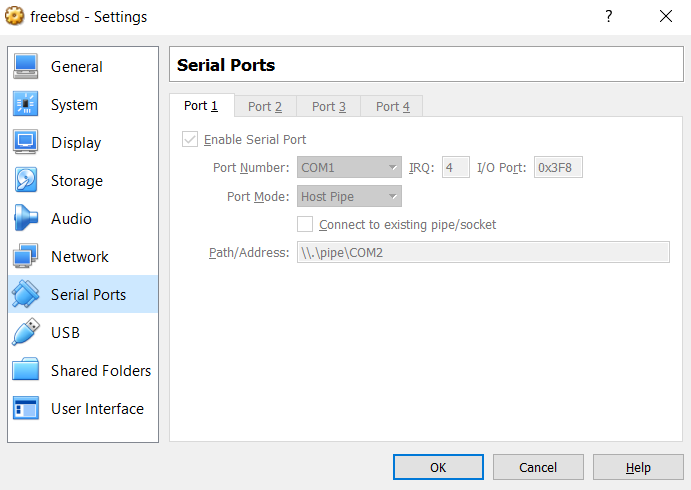 freebsd - Settings
? ×
General
System
Display
Storage
Audio
Network
Serial Ports
USB
Shared Folders
User Interface
Serial Ports
Port 1 Port 2 Port 3 Port 4
Enable Serial Port
Port Number: COM1 IRQ: 4 I/O Port: 0x3F8
Port Mode: Host Pipe
Connect to existing pipe/socket
Path/Address: \\.\pipe\COM2
OK Cancel Help